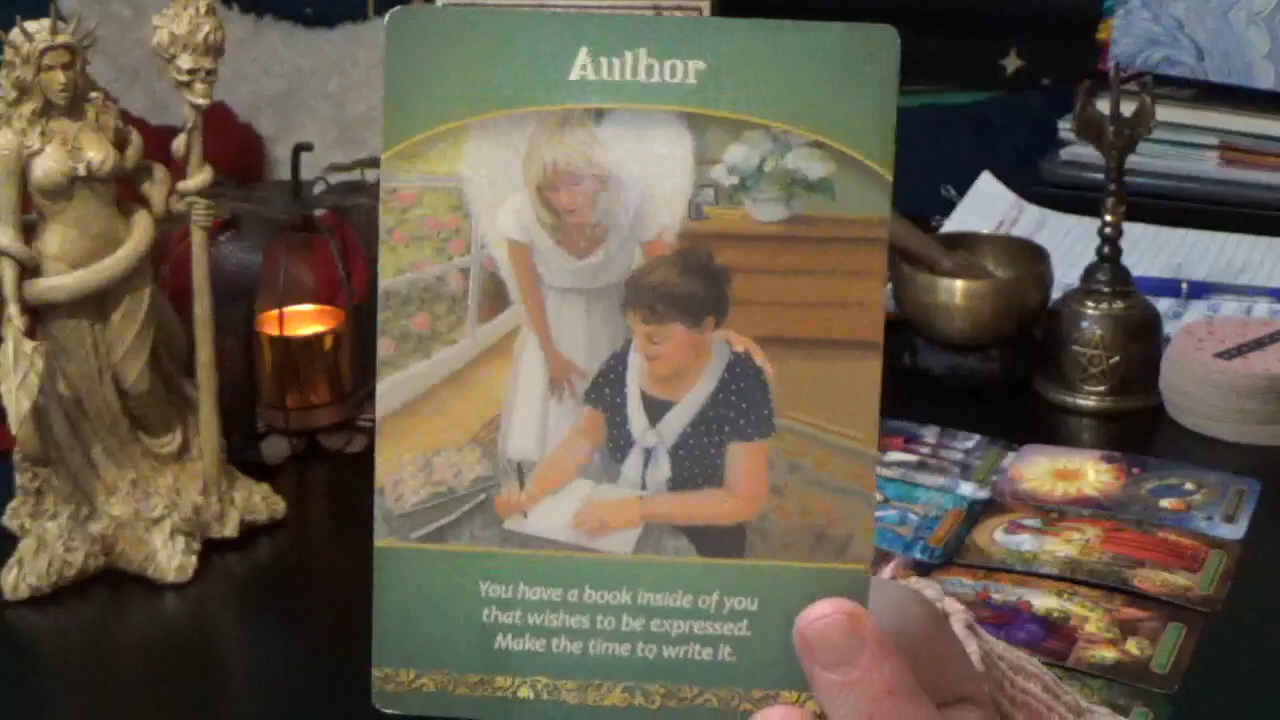 Author
You have a book inside of you
that wishes to be expressed.
Make the time to write it.